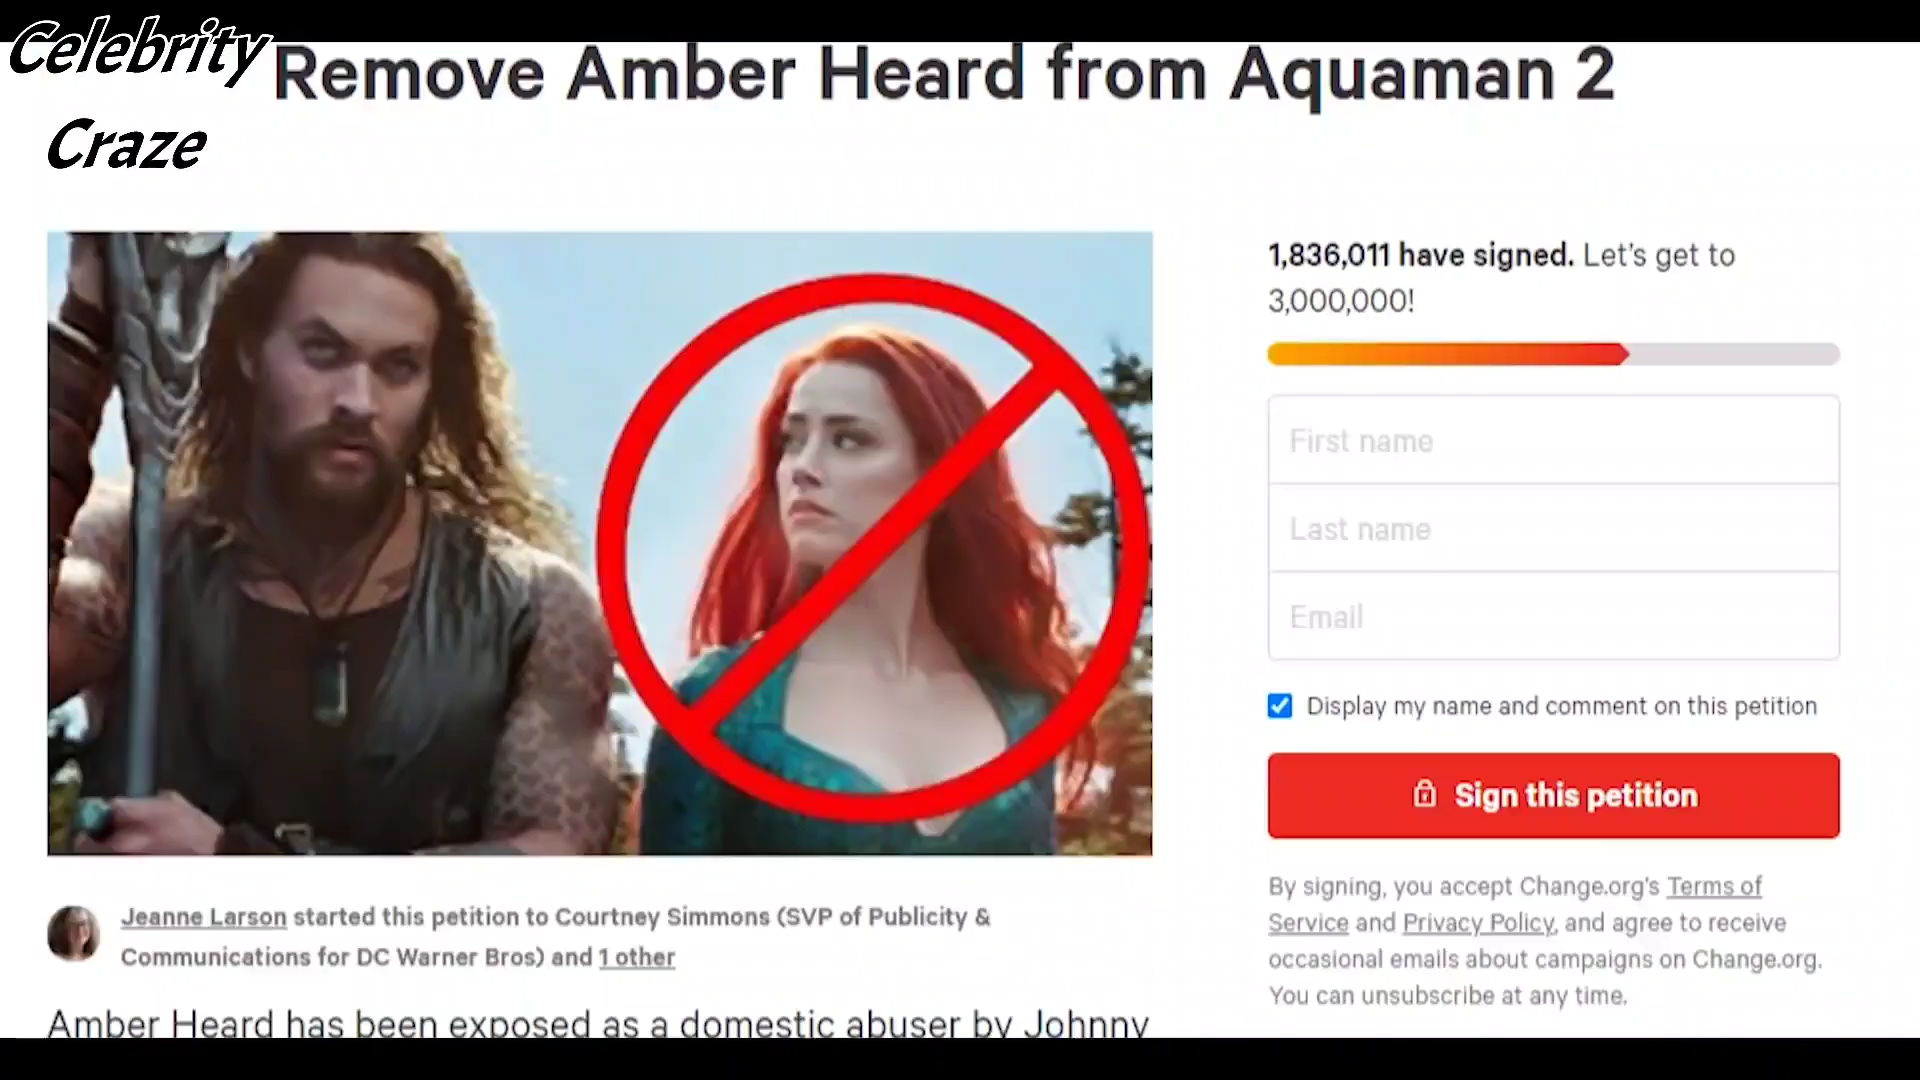 Celebrity
Craze
Remove Amber Heard from Aquaman 2
1,836,011 have signed. Let's get to
3,000,000!
First name
Last name
Email
Display my name and comment on this petition
Sign this petition
By signing, you accept Change.org's Terms of
Service and Privacy Policy, and agree to receive
occasional emails about campaigns on Change.org.
You can unsubscribe at any time.
Jeanne Larson started this petition to Courtney Simmons (SVP of Publicity &
Communications for DC Warner Bros) and 1 other
Amber Heard has been exposed as a domestic abuser by Johnny